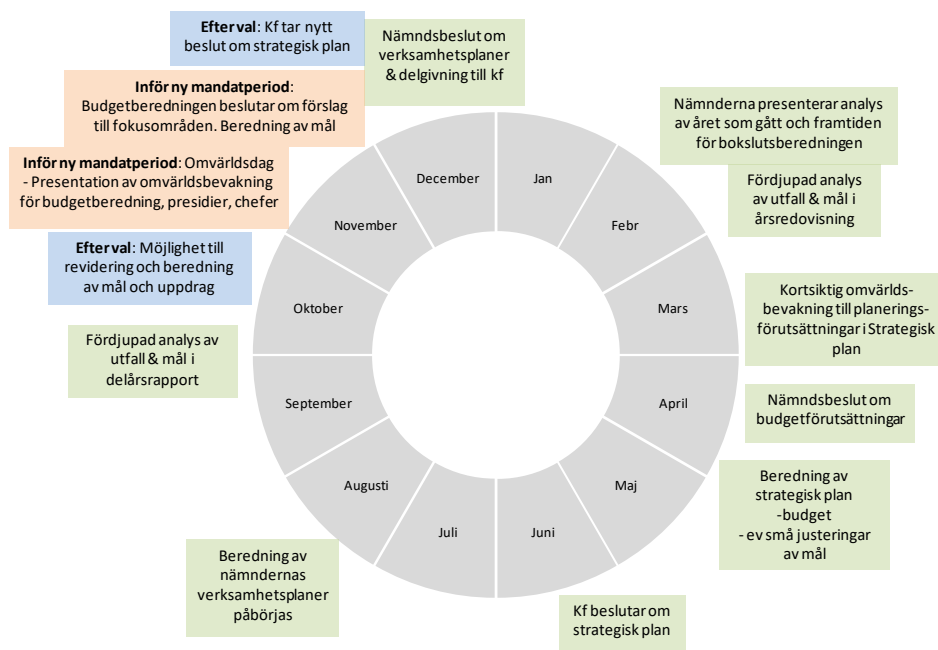 Efter val: Kf tar nytt
beslut om strategisk plan
Nämndsbeslut om
verksamhetsplaner
& delgivning till kf
Inför ny mandatperiod:
Budgetberedningen beslutar om förslag
till fokusområden. Beredning av mål
Inför ny mandatperiod: Omvärldsdag
- Presentation av omvärldsbevakning
för budgetberedning, presidier, chefer
Efter val: Möjlighet till
revidering och beredning
av mål och uppdrag
Fördjupad analys av
utfall & mål i
delårsrapport
Beredning av
nämndernas
verksamhetsplaner
påbörjas
Nämnderna presenterar analys
av året som gått och framtiden
för bokslutsberedningen
Fördjupad analys
av utfall & mål i
årsredovisning
Kortsiktig omvärlds-
bevakning till planerings-
förutsättningar i Strategisk
plan
Nämndsbeslut om
budgetförutsättningar
Beredning av
strategisk plan
-budget
- ev små justeringar
av mål
Kf beslutar om
strategisk plan
Jan
Febr
Mars
April
Maj
Juni
Juli
Augusti
September
Oktober
November
December